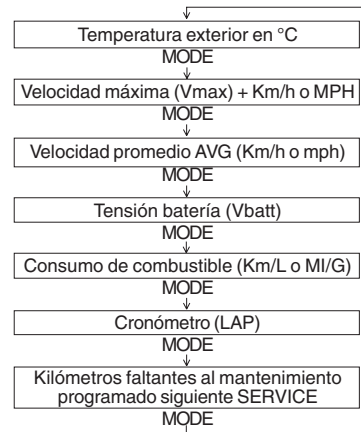 Temperatura exterior en °C
MODE
Velocidad máxima (Vmax) + Km/h o MPH
MODE
Velocidad promedio AVG (Km/h o mph)
MODE
Tensión batería (Vbatt)
MODE
Consumo de combustible (Km/L o MI/G)
MODE
Cronómetro (LAP)
MODE
Kilómetros faltantes al mantenimiento
programado siguiente SERVICE
MODE